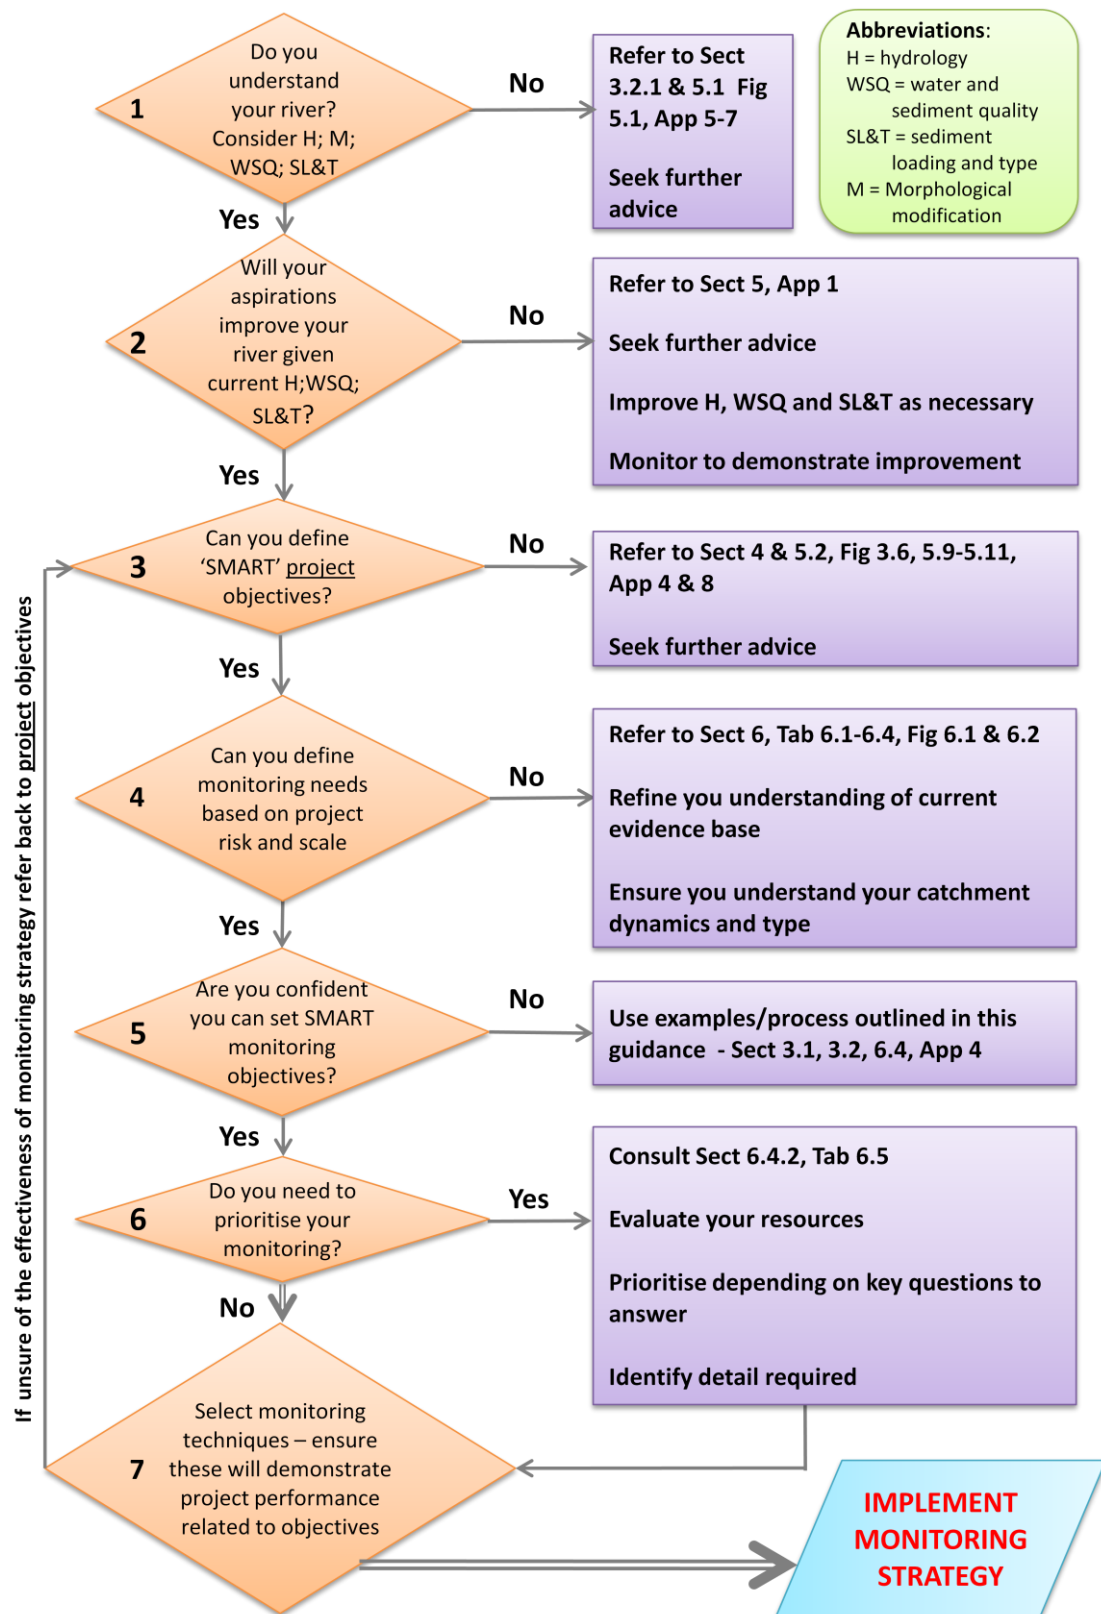 Do you
understand
your river?
1
Consider H; M;
WSQ; SL&T
No
Refer to Sect
3.2.1 & 5.1  Fig
5.1, App 5-7
Seek further
advice
Abbreviations:
H = hydrology
WSQ = water and
sediment quality
SL&T = sediment
loading and type
M = Morphological
modification
Yes
Will your
aspirations
improve your
2
river given
current H;WSQ;
SL&T?
No
Refer to Sect 5, App 1
Seek further advice
Improve H, WSQ and SL&T as necessary
Monitor to demonstrate improvement
Yes
Can you define
3
‘SMART’ project
objectives?
No
Refer to Sect 4 & 5.2, Fig 3.6, 5.9-5.11,
App 4 & 8
Seek further advice
Yes
Can you define
monitoring needs
4
based on project
risk and scale
No
Refer to Sect 6, Tab 6.1-6.4, Fig 6.1 & 6.2
Refine you understanding of current
evidence base
Ensure you understand your catchment
dynamics and type
Yes
Are you confident
you can set SMART
5
monitoring
objectives?
No
Use examples/process outlined in this
guidance  - Sect 3.1, 3.2, 6.4, App 4
Yes
Do you need to
6
prioritise your
monitoring?
Yes
Consult Sect 6.4.2, Tab 6.5
Evaluate your resources
Prioritise depending on key questions to
answer
Identify detail required
No
Select monitoring
techniques – ensure
7
these will demonstrate
project performance
related to objectives
IMPLEMENT
MONITORING
STRATEGY
If unsure of the effectiveness of monitoring strategy refer back to project objectives